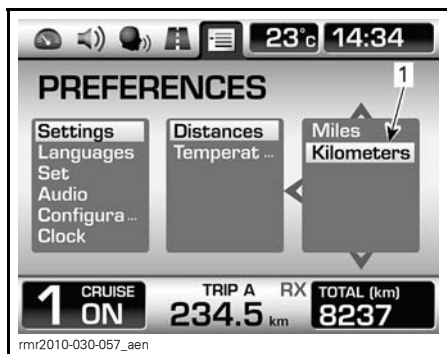 23°c 14:34
1
PREFERENCES
Settings
Languages
Set
Audio
Configura ...
Clock
Distances
Temperat ...
Miles
Kilometers
1 CRUISE ON
TRIP A
234.5 km
RX
TOTAL (km)
8237
rmr2010-030-057_aen